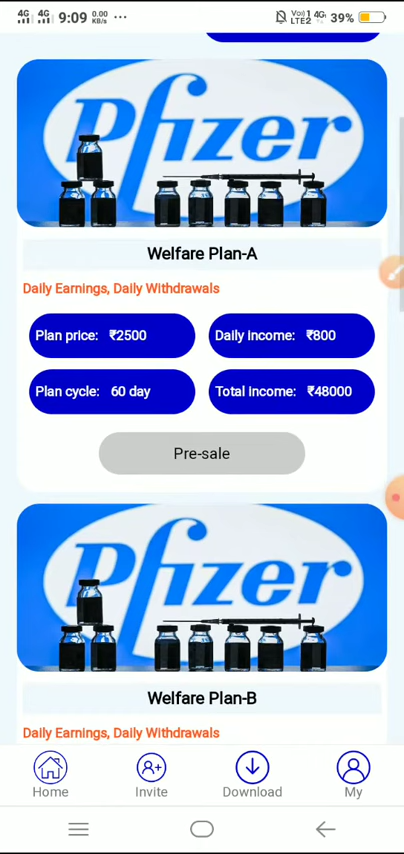 4G 4G 9:09 0.00 KB/s ... Vo)) 1 4G LTE2 39%
Pfizer
Welfare Plan-A
Daily Earnings, Daily Withdrawals
Plan price: ₹2500 Daily income: ₹800
Plan cycle: 60 day Total income: ₹48000
Pre-sale
Pfizer
Welfare Plan-B
Daily Earnings, Daily Withdrawals
Home Invite Download My